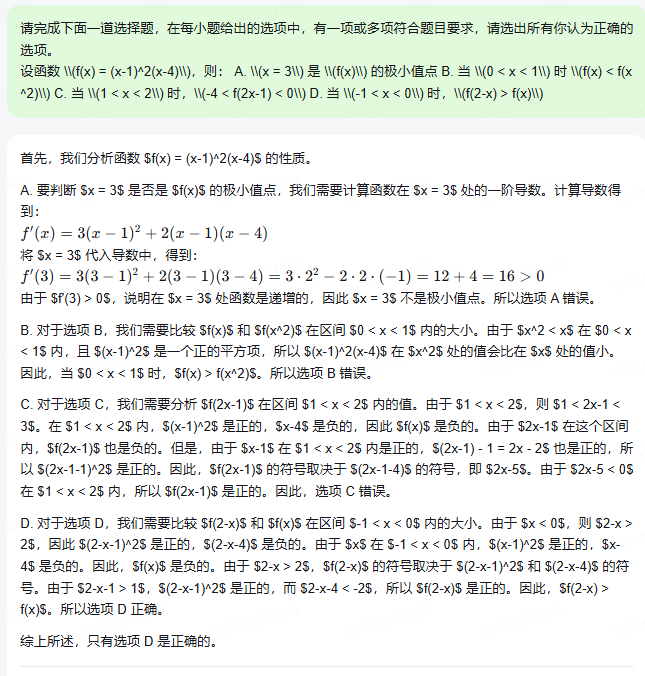 请完成下面一道选择题，在每小题给出的选项中，有一项或多项符合题目要求，请选出所有你认为正确的
选项。
设函数 \\(f(x) = (x-1)^2(x-4)\\)，则： A. \\(x = 3\\) 是 \\(f(x)\\) 的极小值点 B. 当 \\(0 < x < 1\\) 时 \\(f(x) < f(x
^2)\\) C. 当 \\(1 < x < 2\\) 时，\\(-4 < f(2x-1) < 0\\) D. 当 \\(-1 < x < 0\\) 时，\\(f(2-x) > f(x)\\)
首先，我们分析函数 $f(x) = (x-1)^2(x-4)$ 的性质。
A. 要判断 $x = 3$ 是否是 $f(x)$ 的极小值点，我们需要计算函数在 $x = 3$ 处的一阶导数。计算导数得
到：
f′(x) = 3(x − 1)² + 2(x − 1)(x − 4)
将 $x = 3$ 代入导数中，得到：
f′(3) = 3(3 − 1)² + 2(3 − 1)(3 − 4) = 3 · 2² − 2 · 2 · (−1) = 12 + 4 = 16 > 0
由于 $f'(3) > 0$，说明在 $x = 3$ 处函数是递增的，因此 $x = 3$ 不是极小值点。所以选项 A 错误。
B. 对于选项 B，我们需要比较 $f(x)$ 和 $f(x^2)$ 在区间 $0 < x < 1$ 内的大小。由于 $x^2 < x$ 在 $0 < x
< 1$ 内，且 $(x-1)^2$ 是一个正的平方项，所以 $(x-1)^2(x-4)$ 在 $x^2$ 处的值会比在 $x$ 处的值小。
因此，当 $0 < x < 1$ 时，$f(x) > f(x^2)$。所以选项 B 错误。
C. 对于选项 C，我们需要分析 $f(2x-1)$ 在区间 $1 < x < 2$ 内的值。由于 $1 < x < 2$，则 $1 < 2x-1 <
3$。在 $1 < x < 2$ 内，$(x-1)^2$ 是正的，$x-4$ 是负的，因此 $f(x)$ 是负的。由于 $2x-1$ 在这个区间
内，$f(2x-1)$ 也是负的。但是，由于 $x-1$ 在 $1 < x < 2$ 内是正的，$(2x-1) - 1 = 2x - 2$ 也是正的，所
以 $(2x-1-1)^2$ 是正的。因此，$f(2x-1)$ 的符号取决于 $(2x-1-4)$ 的符号，即 $2x-5$。由于 $2x-5 < 0$
在 $1 < x < 2$ 内，所以 $f(2x-1)$ 是正的。因此，选项 C 错误。
D. 对于选项 D，我们需要比较 $f(2-x)$ 和 $f(x)$ 在区间 $-1 < x < 0$ 内的大小。由于 $x < 0$，则 $2-x >
2$，因此 $(2-x-1)^2$ 是正的，$(2-x-4)$ 是负的。由于 $x$ 在 $-1 < x < 0$ 内，$(x-1)^2$ 是正的，$x-
4$ 是负的。因此，$f(x)$ 是负的。由于 $2-x > 2$，$f(2-x)$ 的符号取决于 $(2-x-1)^2$ 和 $(2-x-4)$ 的符
号。由于 $2-x-1 > 1$，$(2-x-1)^2$ 是正的，而 $2-x-4 < -2$，所以 $f(2-x)$ 是正的。因此，$f(2-x) >
f(x)$。所以选项 D 正确。
综上所述，只有选项 D 是正确的。